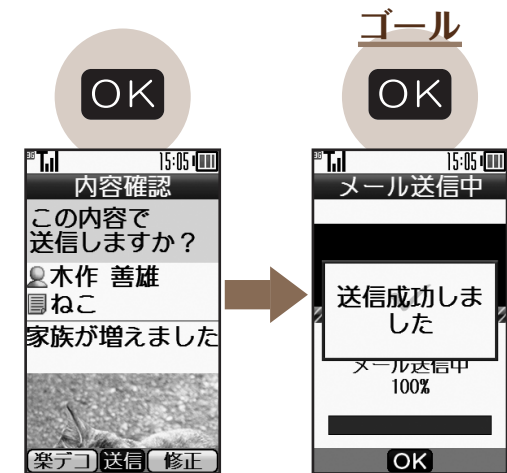 ゴール
OK
OK
3G 15:05
内容確認
この内容で
送信しますか？
木作 善雄
ねこ
家族が増えました
楽デコ 送信 修正
3G 15:05
メール送信中
送信成功しま
した
メール送信中
100%
OK